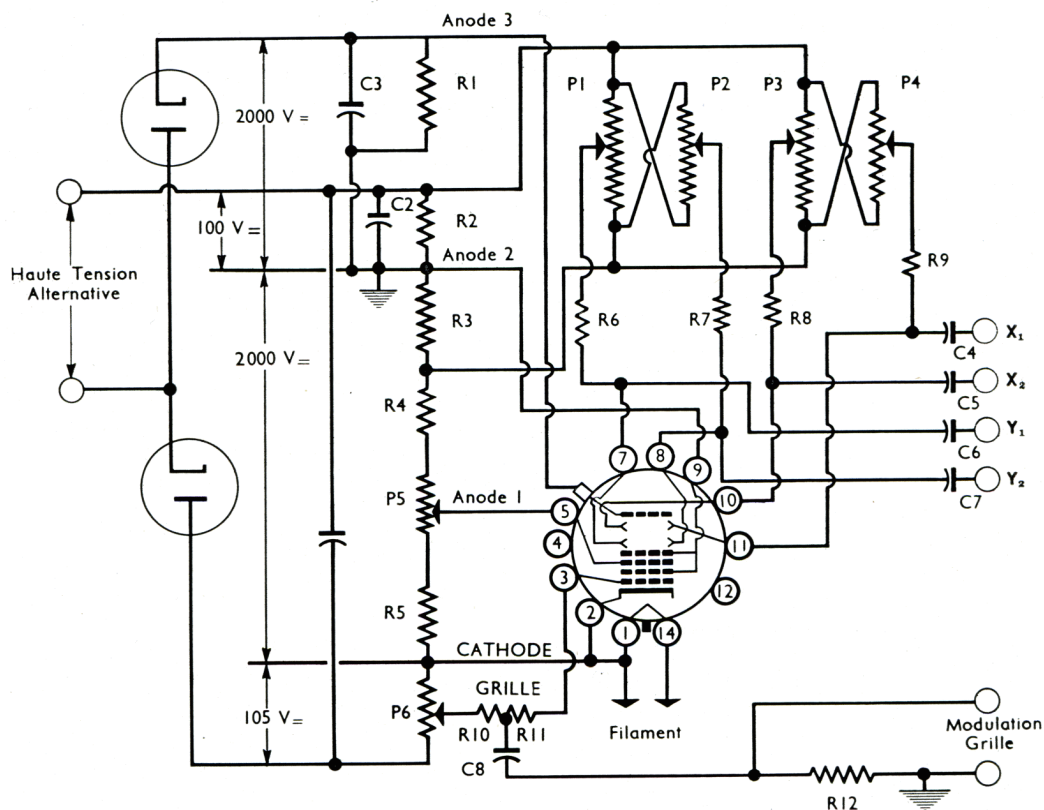 Anode 3
C3
R1
P1
P2
P3
P4
2000 V =
C2
R2
100 V =
Anode 2
Haute Tension
Alternative
R9
R3
R6
R7
R8
X₁
C4
2000 V =
X₂
R4
C5
Y₁
C6
7
8
9
Y₂
P5
Anode 1
10
C7
5
4
11
3
12
R5
2
1
14
CATHODE
GRILLE
105 V =
P6
R10
R11
Filament
Modulation
Grille
C8
R12